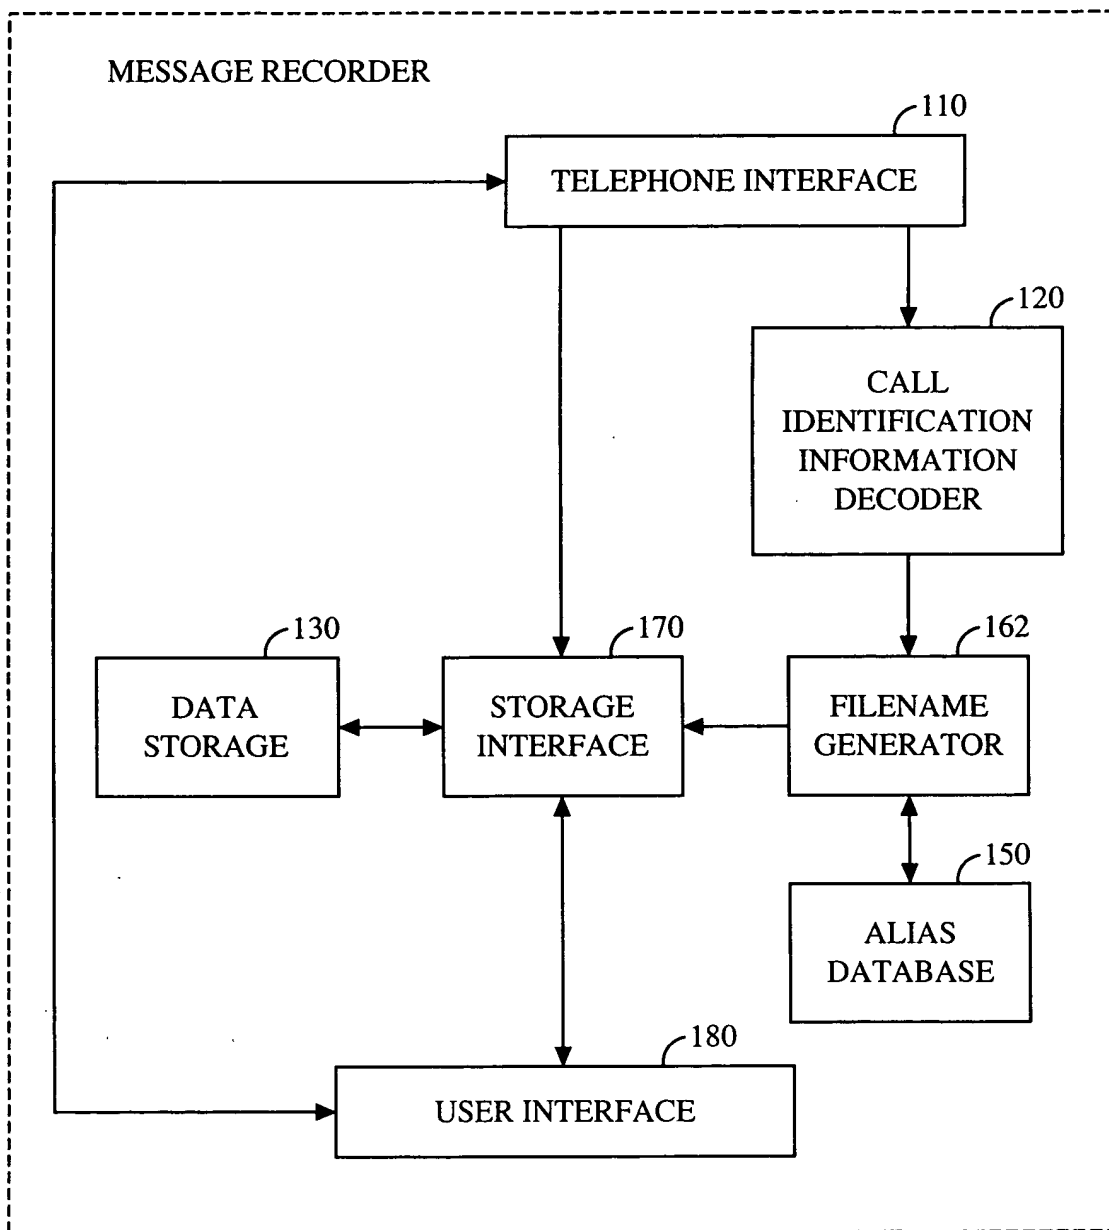 MESSAGE RECORDER
110
TELEPHONE INTERFACE
120
CALL
IDENTIFICATION
INFORMATION
DECODER
130
DATA
STORAGE
170
STORAGE
INTERFACE
162
FILENAME
GENERATOR
150
ALIAS
DATABASE
180
USER INTERFACE